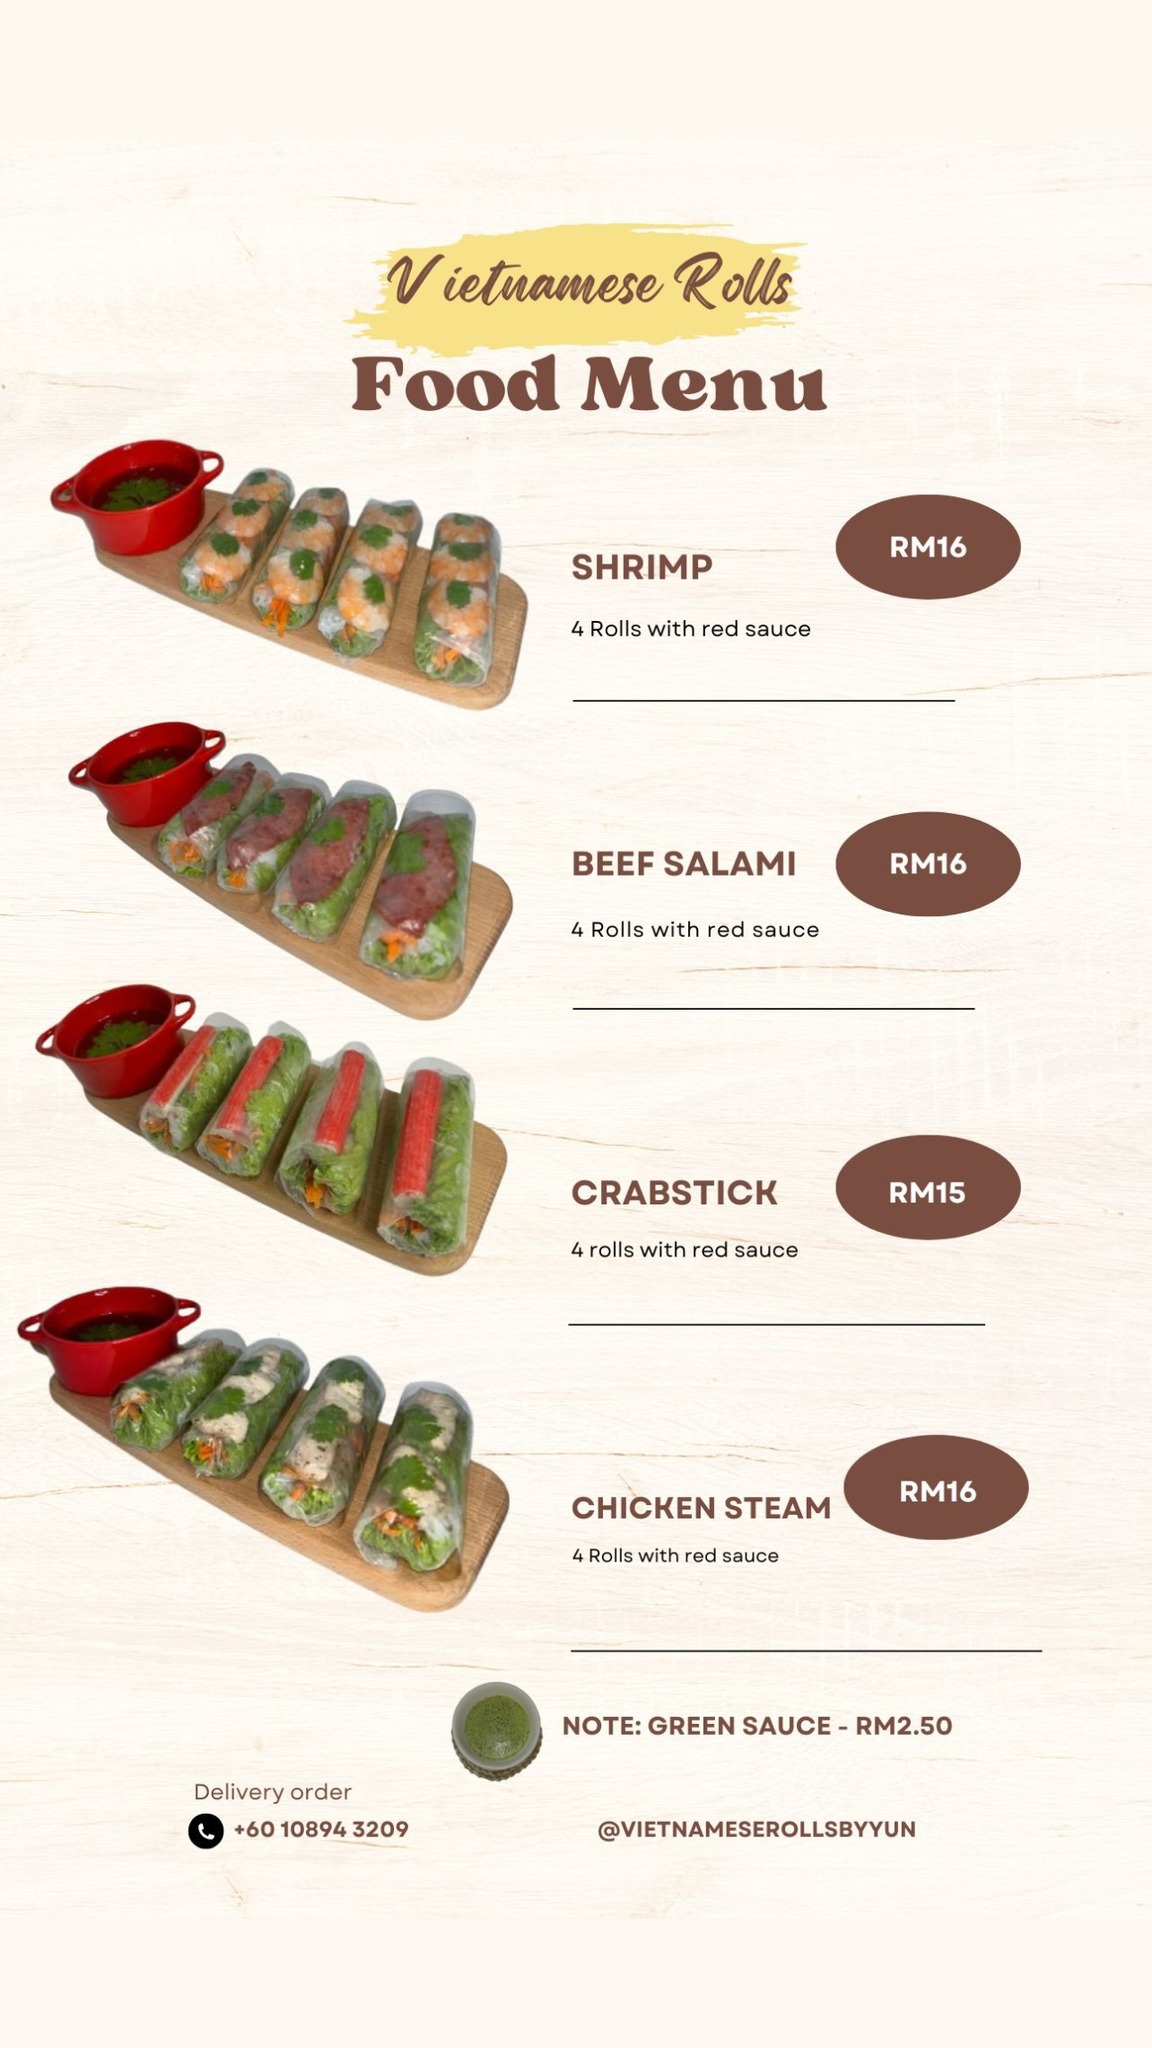 Vietnamese Rolls
Food Menu
SHRIMP
RM16
4 Rolls with red sauce
BEEF SALAMI
RM16
4 Rolls with red sauce
CRABSTICK
RM15
4 rolls with red sauce
CHICKEN STEAM
RM16
4 Rolls with red sauce
NOTE: GREEN SAUCE - RM2.50
Delivery order
+60 10894 3209
@VIETNAMESEROLLSBYYUN